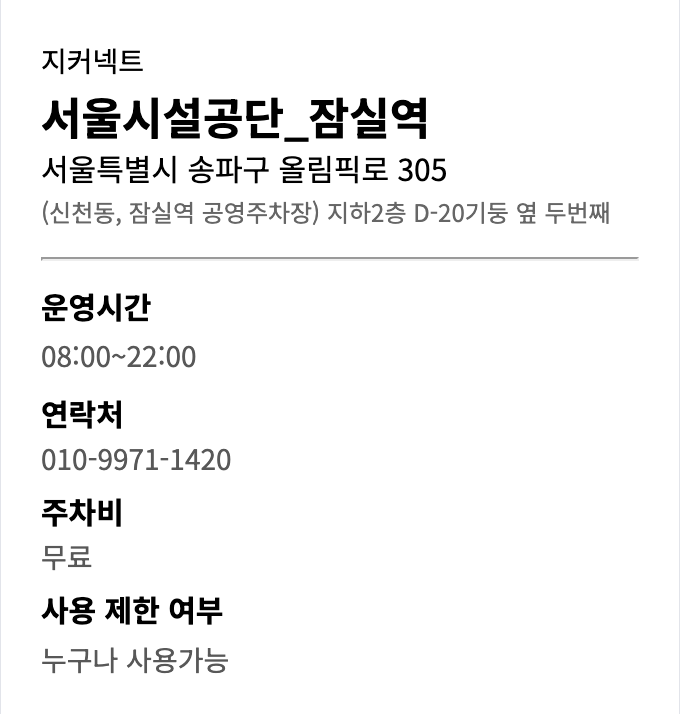 지커넥트
서울시설공단_잠실역
서울특별시 송파구 올림픽로 305
(신천동, 잠실역 공영주차장) 지하2층 D-20기둥 옆 두번째
운영시간
08:00~22:00
연락처
010-9971-1420
주차비
무료
사용 제한 여부
누구나 사용가능